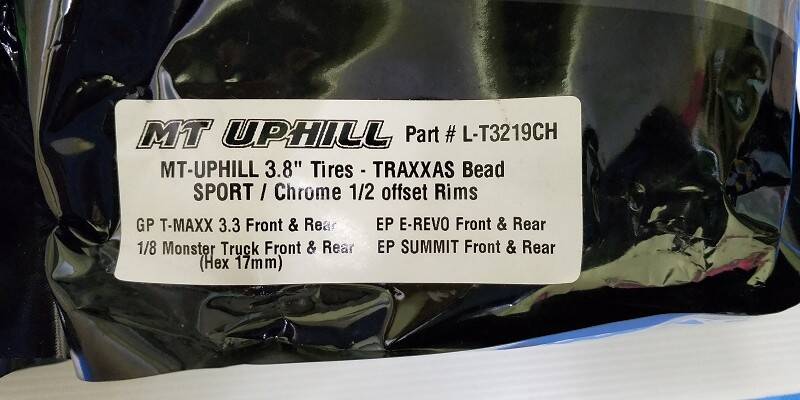 MT UPHILL Part # L-T3219CH
MT-UPHILL 3.8" Tires - TRAXXAS Bead
SPORT / Chrome 1/2 offset Rims
GP T-MAXX 3.3 Front & Rear EP E-REVO Front & Rear
1/8 Monster Truck Front & Rear EP SUMMIT Front & Rear
(Hex 17mm)